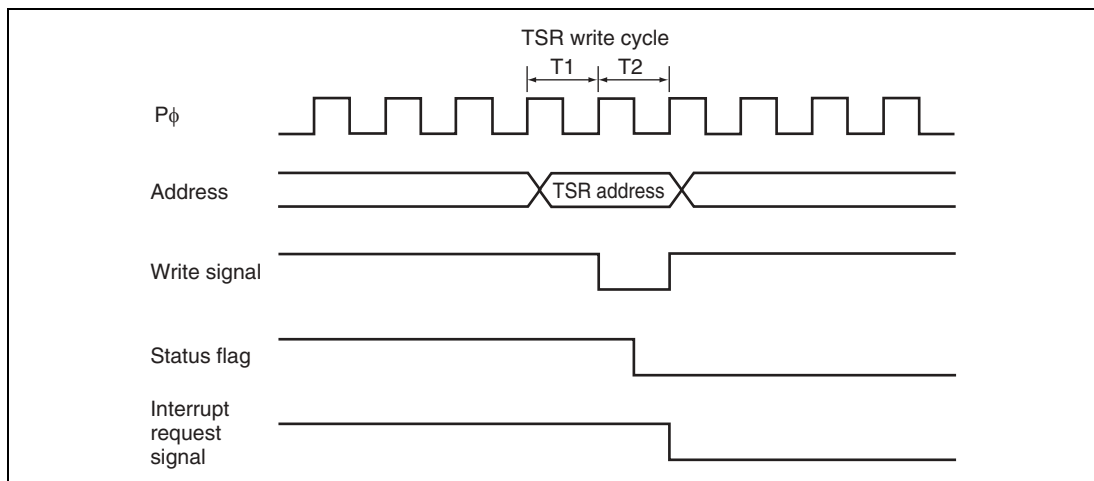 TSR write cycle
T1 T2
Pϕ
Address
TSR address
Write signal
Status flag
Interrupt
request
signal